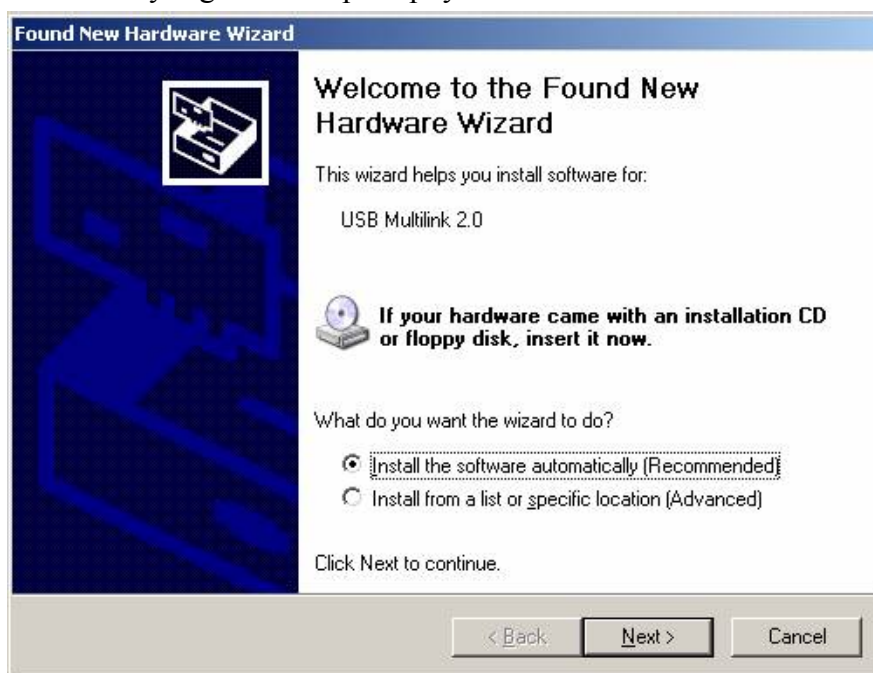 Found New Hardware Wizard
Welcome to the Found New
Hardware Wizard
This wizard helps you install software for:
USB Multilink 2.0
If your hardware came with an installation CD
or floppy disk, insert it now.
What do you want the wizard to do?
Install the software automatically (Recommended)
Install from a list or specific location (Advanced)
Click Next to continue.
< Back
Next >
Cancel